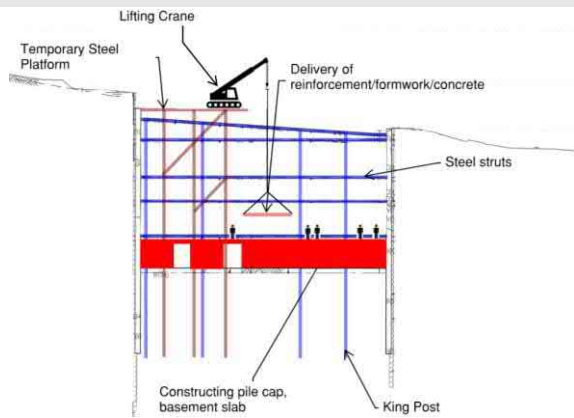 Lifting Crane
Temporary Steel
Platform
Delivery of
reinforcement/formwork/concrete
Steel struts
Constructing pile cap,
basement slab
King Post